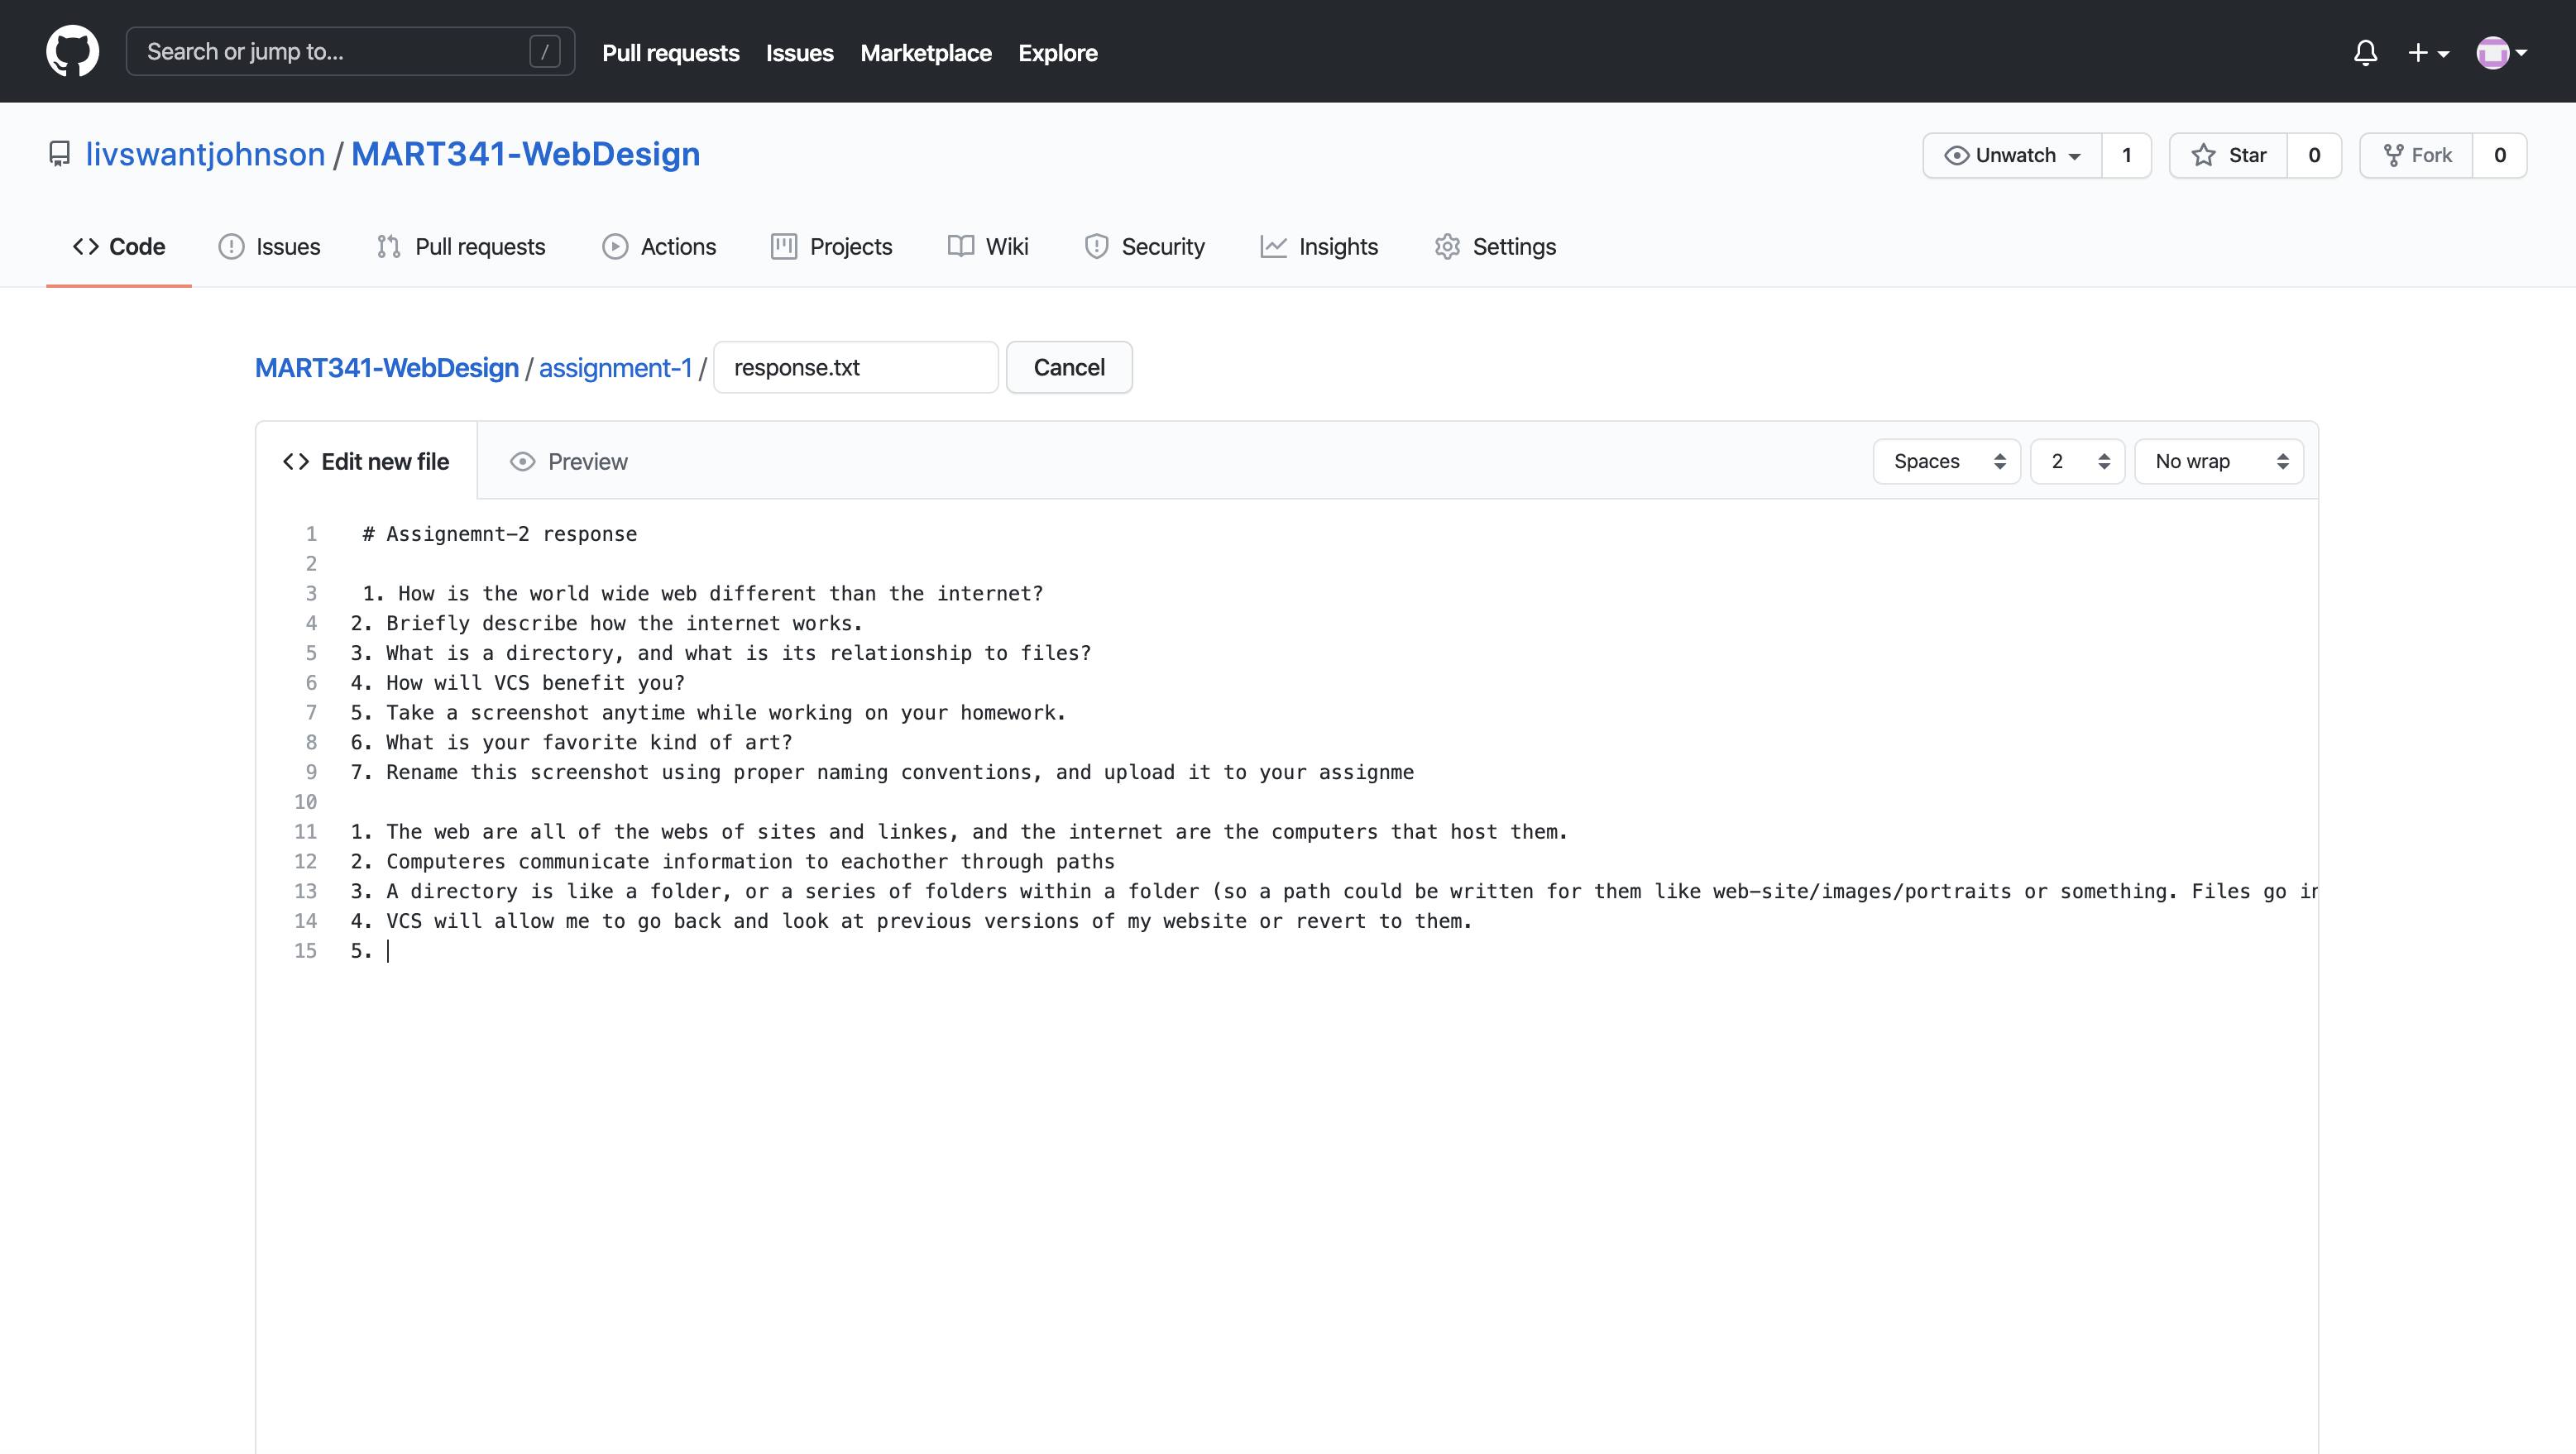 Search or jump to... /
Pull requests Issues Marketplace Explore
livswantjohnson / MART341-WebDesign
Unwatch 1 Star 0 Fork 0
Code Issues Pull requests Actions Projects Wiki Security Insights Settings
MART341-WebDesign / assignment-1 / response.txt Cancel
Edit new file Preview Spaces 2 No wrap
1 # Assignemnt-2 response
2
3 1. How is the world wide web different than the internet?
4 2. Briefly describe how the internet works.
5 3. What is a directory, and what is its relationship to files?
6 4. How will VCS benefit you?
7 5. Take a screenshot anytime while working on your homework.
8 6. What is your favorite kind of art?
9 7. Rename this screenshot using proper naming conventions, and upload it to your assignme
10
11 1. The web are all of the webs of sites and linkes, and the internet are the computers that host them.
12 2. Computeres communicate information to eachother through paths
13 3. A directory is like a folder, or a series of folders within a folder (so a path could be written for them like web-site/images/portraits or something. Files go
14 4. VCS will allow me to go back and look at previous versions of my website or revert to them.
15 5.